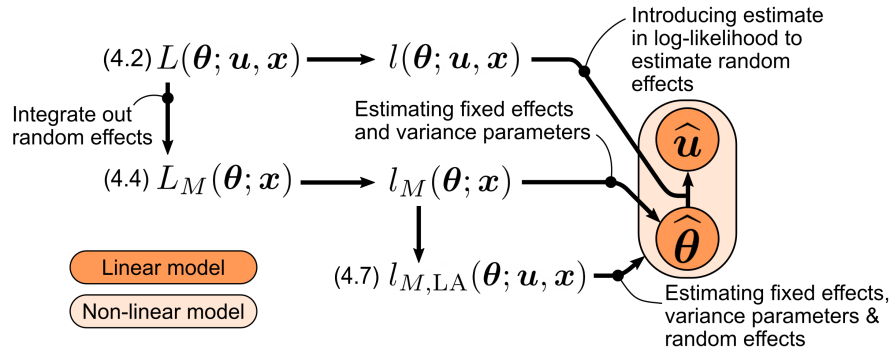 Introducing estimate
in log-likelihood to
estimate random
effects
(4.2) L(θ; u, x)
l(θ; u, x)
Integrate out
random effects
Estimating fixed effects
and variance parameters
û
(4.4) L_M(θ; x)
l_M(θ; x)
θ̂
Linear model
(4.7) l_{M,LA}(θ; u, x)
Non-linear model
Estimating fixed effects,
variance parameters &
random effects